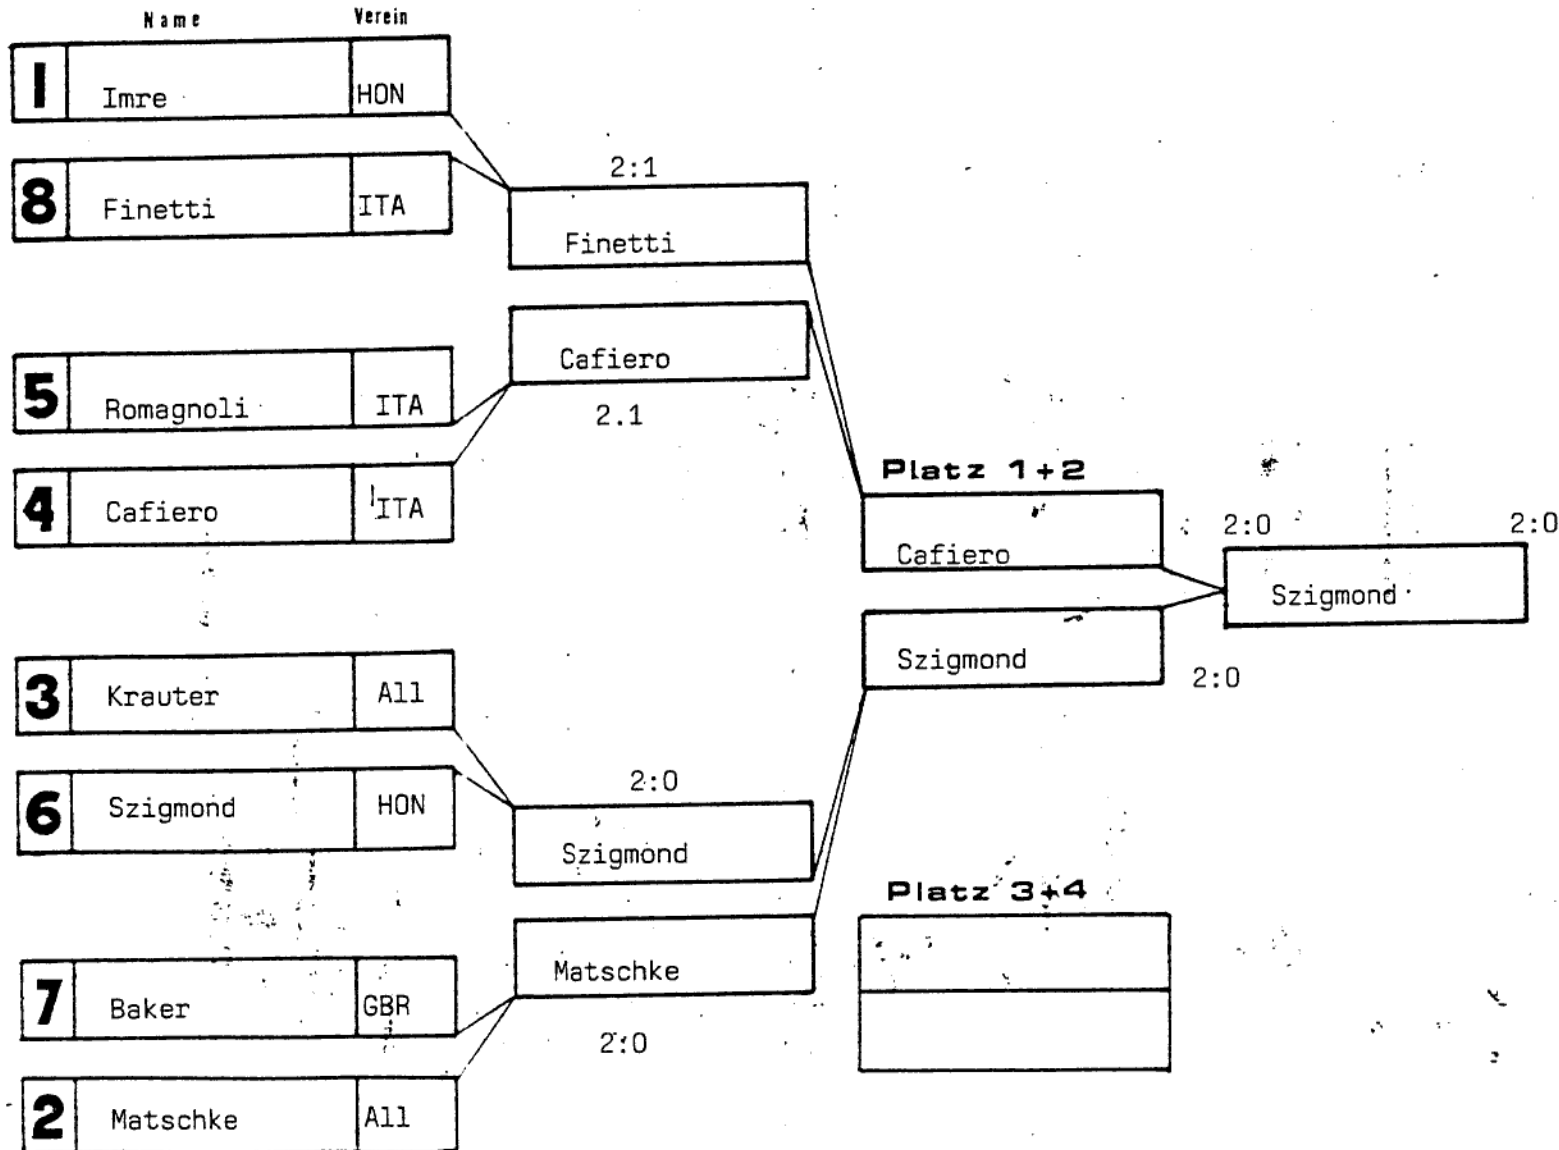 Name Verein
1 Imre HON
8 Finetti ITA
2:1
Finetti
5 Romagnoli ITA
4 Cafiero ITA
Cafiero
2.1
3 Krauter All
6 Szigmond HON
2:0
Szigmond
7 Baker GBR
2 Matschke All
Matschke
2:0
Platz 1+2
Cafiero
2:0
Szigmond
2:0
2:0
Szigmond
2:0
Platz 3+4